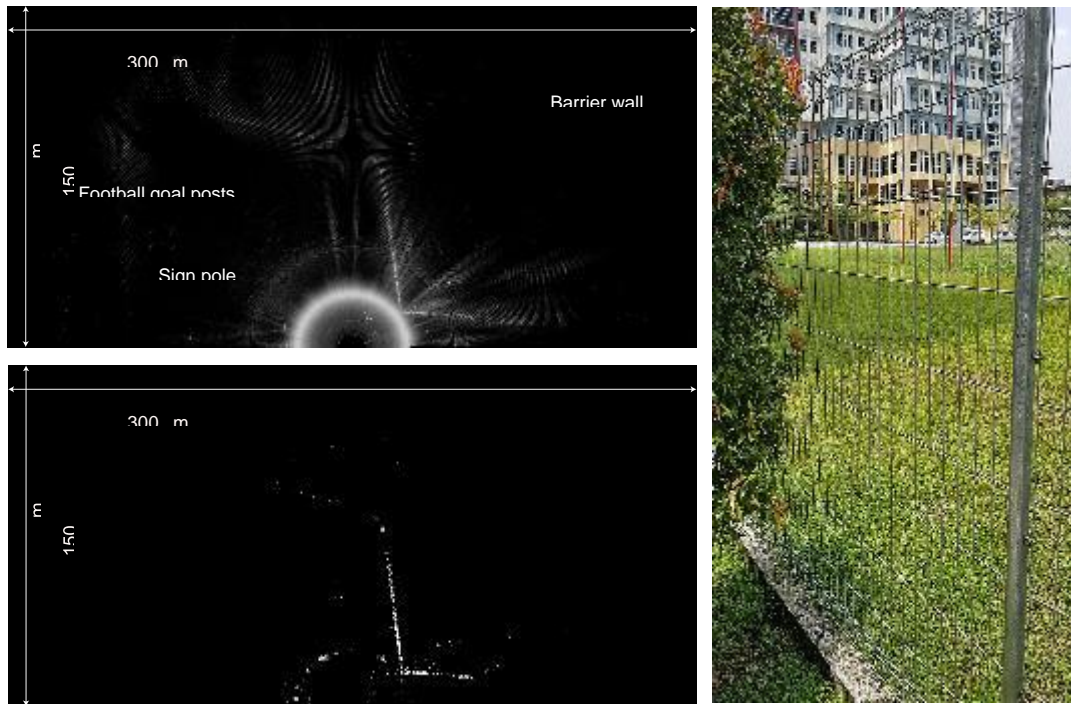 300 m
Barrier wall
150 m
Football goal posts
Sign pole
300 m
150 m